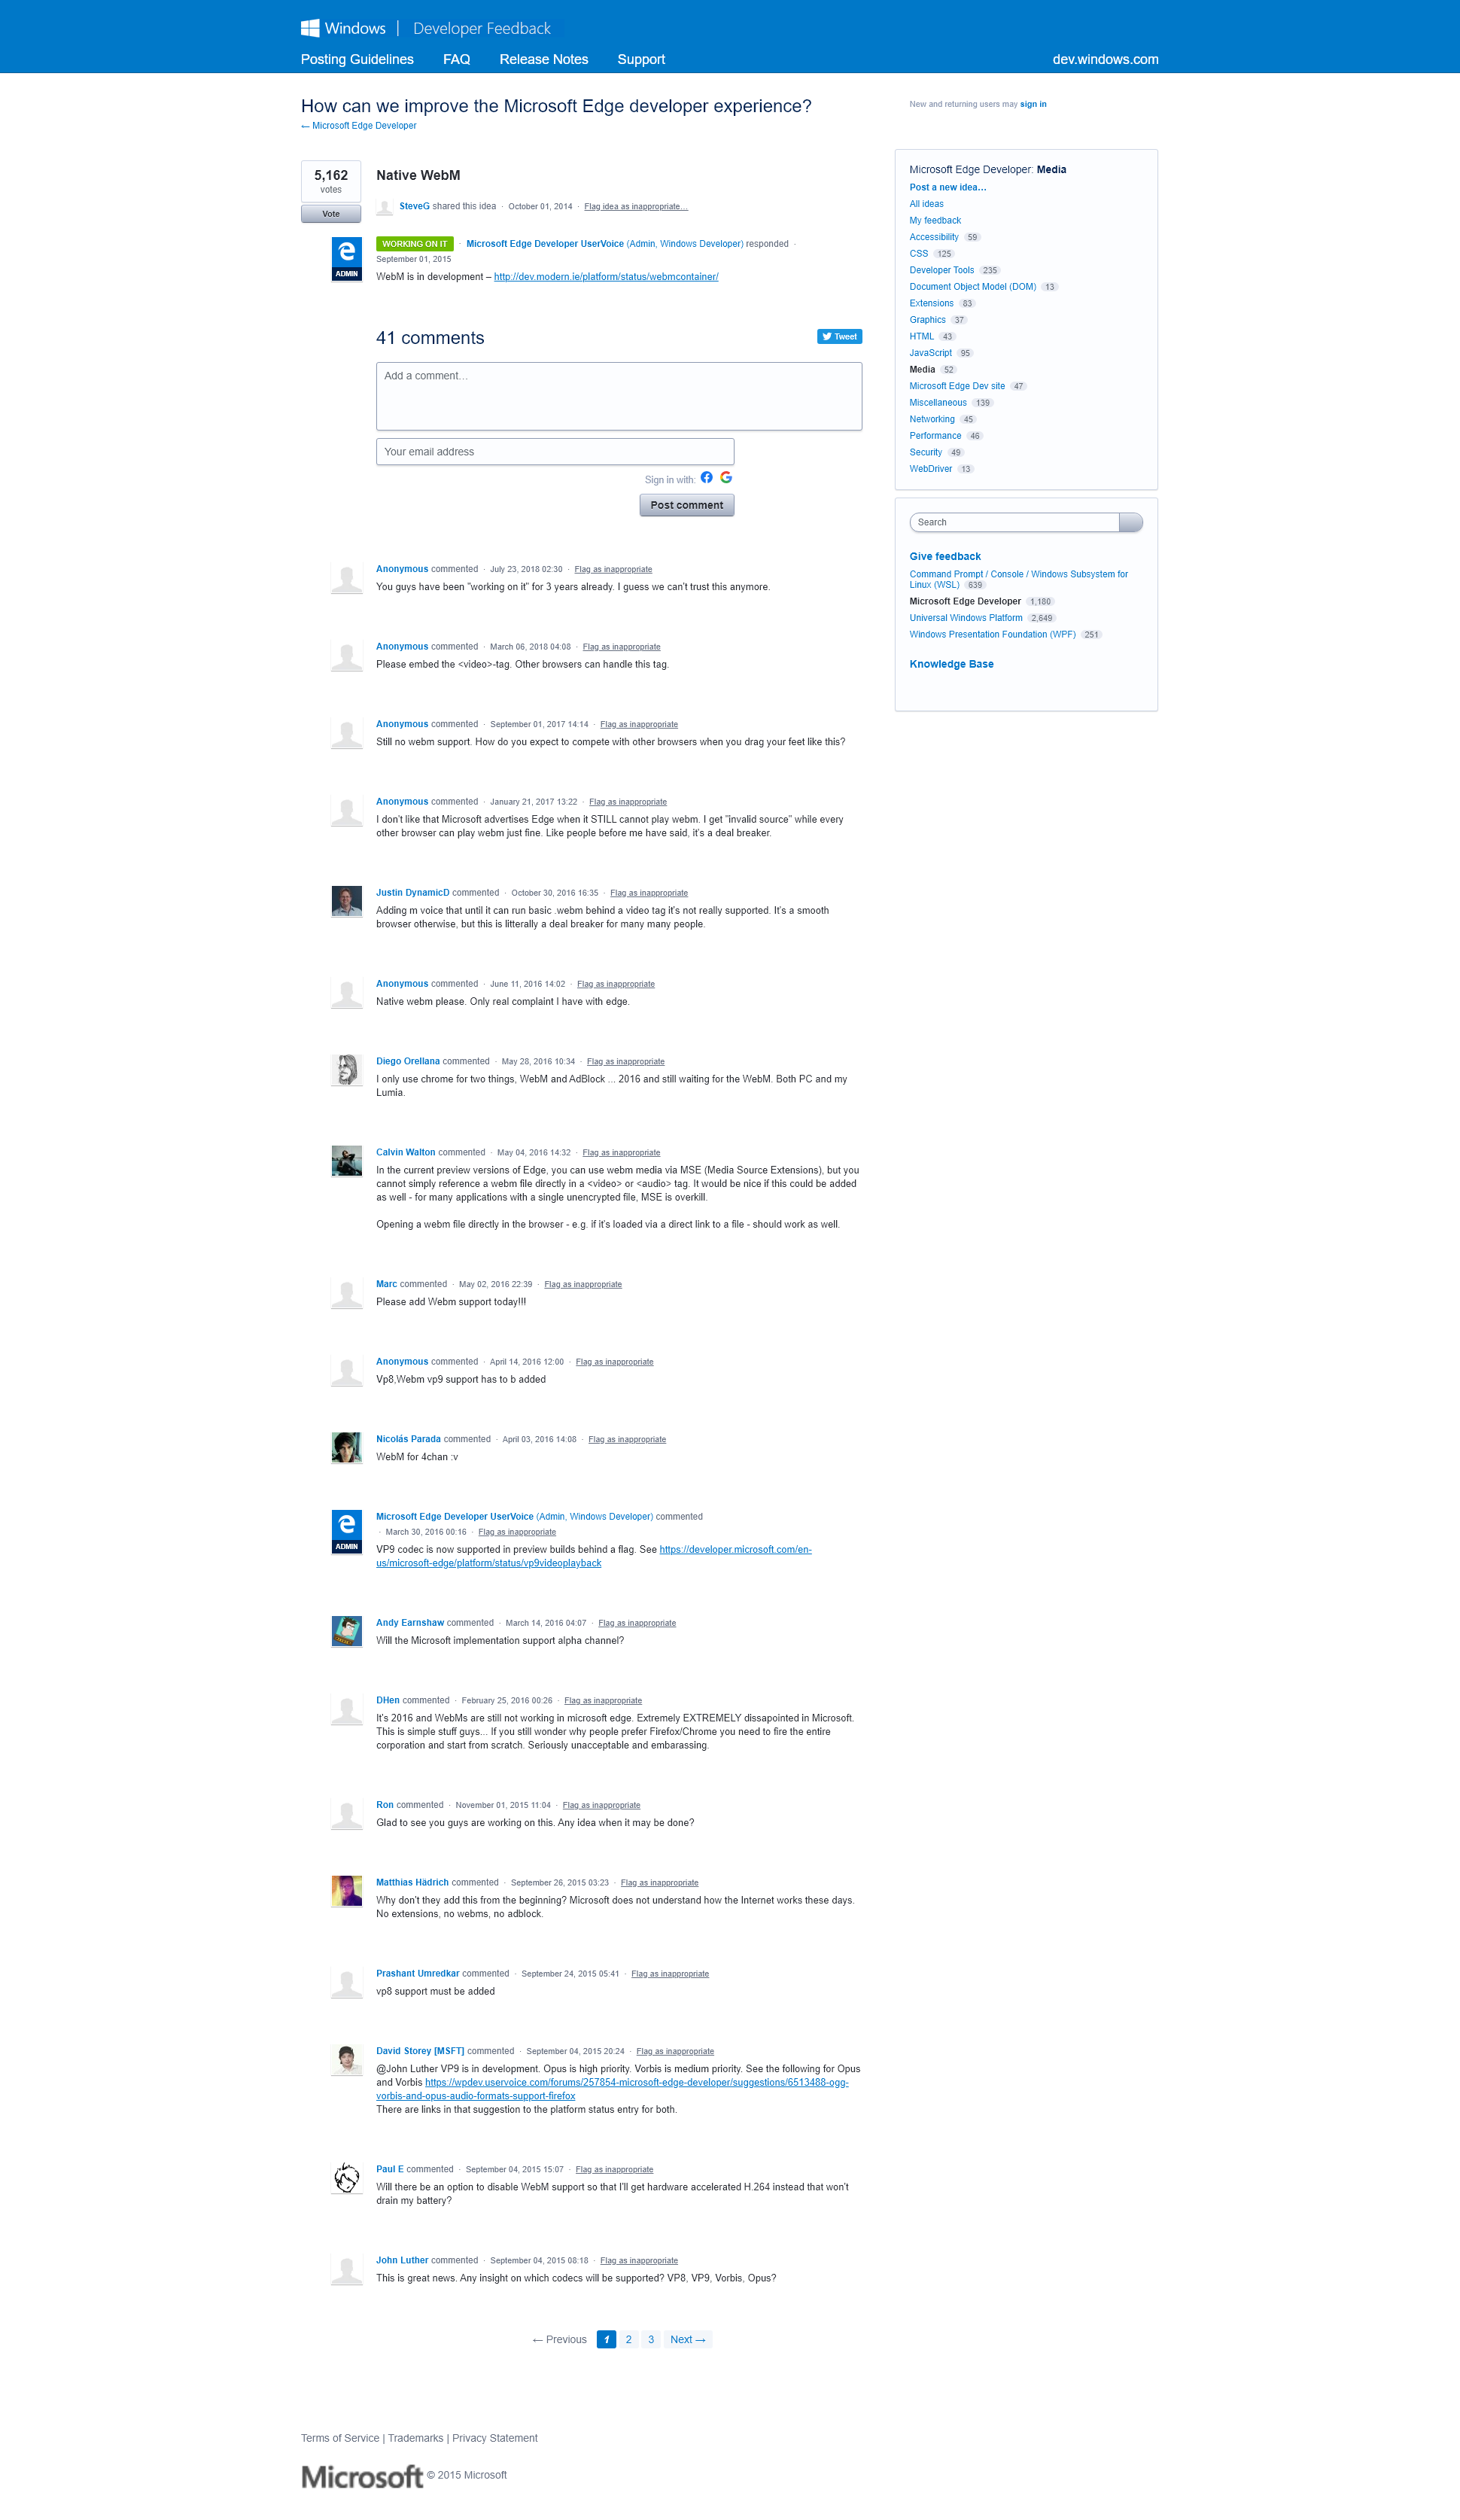 Windows | Developer Feedback
Posting Guidelines FAQ Release Notes Support dev.windows.com
How can we improve the Microsoft Edge developer experience?
← Microsoft Edge Developer
New and returning users may sign in
5,162
votes
Vote
Native WebM
SteveG shared this idea · October 01, 2014 · Flag idea as inappropriate…
ADMIN
WORKING ON IT · Microsoft Edge Developer UserVoice (Admin, Windows Developer) responded ·
September 01, 2015
WebM is in development – http://dev.modern.ie/platform/status/webmcontainer/
41 comments
Tweet
Add a comment…
Your email address
Sign in with:
Post comment
Anonymous commented · July 23, 2018 02:30 · Flag as inappropriate
You guys have been "working on it" for 3 years already. I guess we can't trust this anymore.
Anonymous commented · March 06, 2018 04:08 · Flag as inappropriate
Please embed the <video>-tag. Other browsers can handle this tag.
Anonymous commented · September 01, 2017 14:14 · Flag as inappropriate
Still no webm support. How do you expect to compete with other browsers when you drag your feet like this?
Anonymous commented · January 21, 2017 13:22 · Flag as inappropriate
I don't like that Microsoft advertises Edge when it STILL cannot play webm. I get "invalid source" while every
other browser can play webm just fine. Like people before me have said, it's a deal breaker.
Justin DynamicD commented · October 30, 2016 16:35 · Flag as inappropriate
Adding m voice that until it can run basic .webm behind a video tag it's not really supported. It's a smooth
browser otherwise, but this is litterally a deal breaker for many many people.
Anonymous commented · June 11, 2016 14:02 · Flag as inappropriate
Native webm please. Only real complaint I have with edge.
Diego Orellana commented · May 28, 2016 10:34 · Flag as inappropriate
I only use chrome for two things, WebM and AdBlock ... 2016 and still waiting for the WebM. Both PC and my
Lumia.
Calvin Walton commented · May 04, 2016 14:32 · Flag as inappropriate
In the current preview versions of Edge, you can use webm media via MSE (Media Source Extensions), but you
cannot simply reference a webm file directly in a <video> or <audio> tag. It would be nice if this could be added
as well - for many applications with a single unencrypted file, MSE is overkill.
Opening a webm file directly in the browser - e.g. if it's loaded via a direct link to a file - should work as well.
Marc commented · May 02, 2016 22:39 · Flag as inappropriate
Please add Webm support today!!!
Anonymous commented · April 14, 2016 12:00 · Flag as inappropriate
Vp8,Webm vp9 support has to b added
Nicolás Parada commented · April 03, 2016 14:08 · Flag as inappropriate
WebM for 4chan :v
ADMIN
Microsoft Edge Developer UserVoice (Admin, Windows Developer) commented
· March 30, 2016 00:16 · Flag as inappropriate
VP9 codec is now supported in preview builds behind a flag. See https://developer.microsoft.com/en-
us/microsoft-edge/platform/status/vp9videoplayback
Andy Earnshaw commented · March 14, 2016 04:07 · Flag as inappropriate
Will the Microsoft implementation support alpha channel?
DHen commented · February 25, 2016 00:26 · Flag as inappropriate
It's 2016 and WebMs are still not working in microsoft edge. Extremely EXTREMELY dissapointed in Microsoft.
This is simple stuff guys... If you still wonder why people prefer Firefox/Chrome you need to fire the entire
corporation and start from scratch. Seriously unacceptable and embarassing.
Ron commented · November 01, 2015 11:04 · Flag as inappropriate
Glad to see you guys are working on this. Any idea when it may be done?
Matthias Hädrich commented · September 26, 2015 03:23 · Flag as inappropriate
Why don't they add this from the beginning? Microsoft does not understand how the Internet works these days.
No extensions, no webms, no adblock.
Prashant Umredkar commented · September 24, 2015 05:41 · Flag as inappropriate
vp8 support must be added
David Storey [MSFT] commented · September 04, 2015 20:24 · Flag as inappropriate
@John Luther VP9 is in development. Opus is high priority. Vorbis is medium priority. See the following for Opus
and Vorbis https://wpdev.uservoice.com/forums/257854-microsoft-edge-developer/suggestions/6513488-ogg-
vorbis-and-opus-audio-formats-support-firefox
There are links in that suggestion to the platform status entry for both.
Paul E commented · September 04, 2015 15:07 · Flag as inappropriate
Will there be an option to disable WebM support so that I'll get hardware accelerated H.264 instead that won't
drain my battery?
John Luther commented · September 04, 2015 08:18 · Flag as inappropriate
This is great news. Any insight on which codecs will be supported? VP8, VP9, Vorbis, Opus?
← Previous 1 2 3 Next →
Microsoft Edge Developer: Media
Post a new idea…
All ideas
My feedback
Accessibility 59
CSS 125
Developer Tools 235
Document Object Model (DOM) 13
Extensions 83
Graphics 37
HTML 43
JavaScript 95
Media 52
Microsoft Edge Dev site 47
Miscellaneous 139
Networking 45
Performance 46
Security 49
WebDriver 13
Search
Give feedback
Command Prompt / Console / Windows Subsystem for
Linux (WSL) 639
Microsoft Edge Developer 1,180
Universal Windows Platform 2,649
Windows Presentation Foundation (WPF) 251
Knowledge Base
Terms of Service | Trademarks | Privacy Statement
Microsoft © 2015 Microsoft